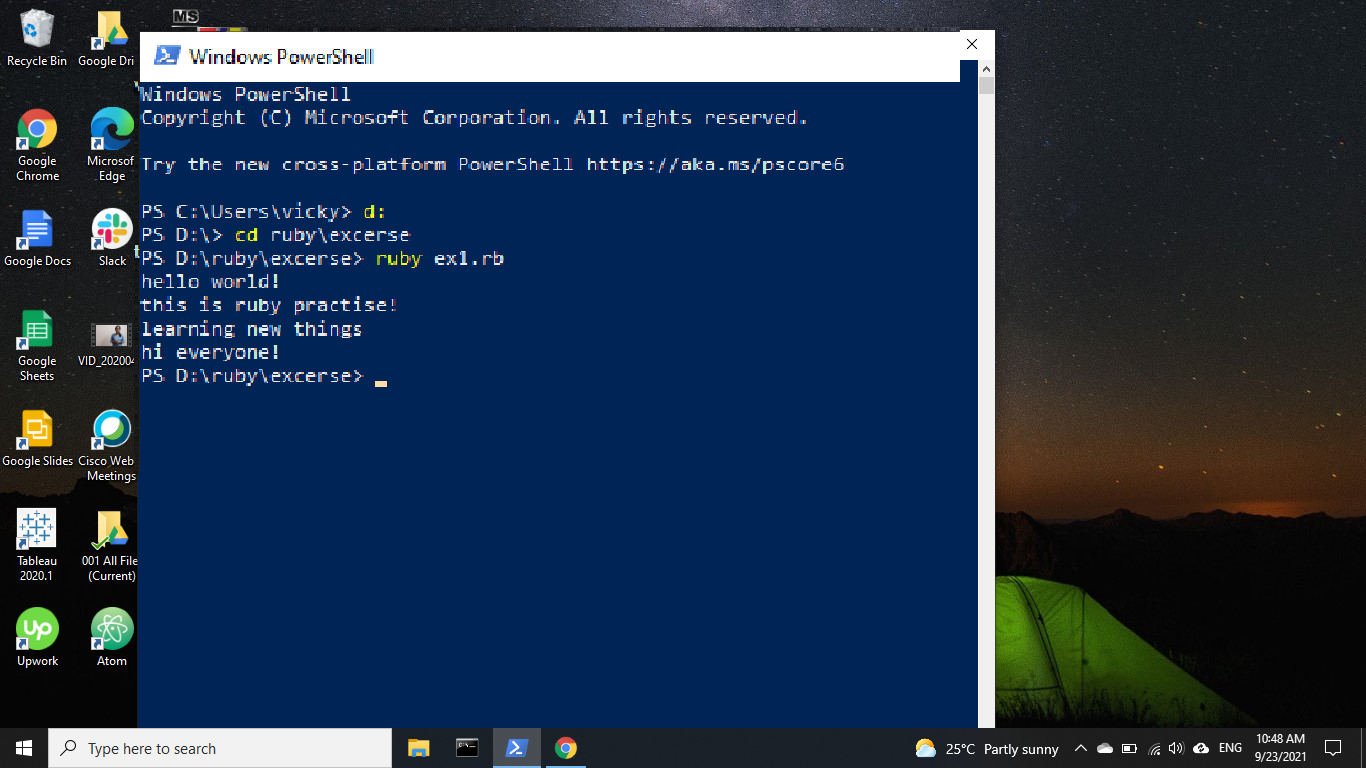 MS
Recycle Bin
Google Dri
Google Chrome
Microsof
Edge
Google Docs
Slack
Google Sheets
VID_202004
Google Slides
Cisco Web
Meetings
Tableau 2020.1
001 All File
(Current)
Up
Upwork
Atom
Windows PowerShell
Windows PowerShell
Copyright (C) Microsoft Corporation. All rights reserved.
Try the new cross-platform PowerShell https://aka.ms/pscore6
PS C:\Users\vicky> d:
PS D:\> cd ruby\excerse
PS D:\ruby\excerse> ruby ex1.rb
hello world!
this is ruby practise!
learning new things
hi everyone!
PS D:\ruby\excerse>
Type here to search
25°C Partly sunny
ENG
10:48 AM
9/23/2021